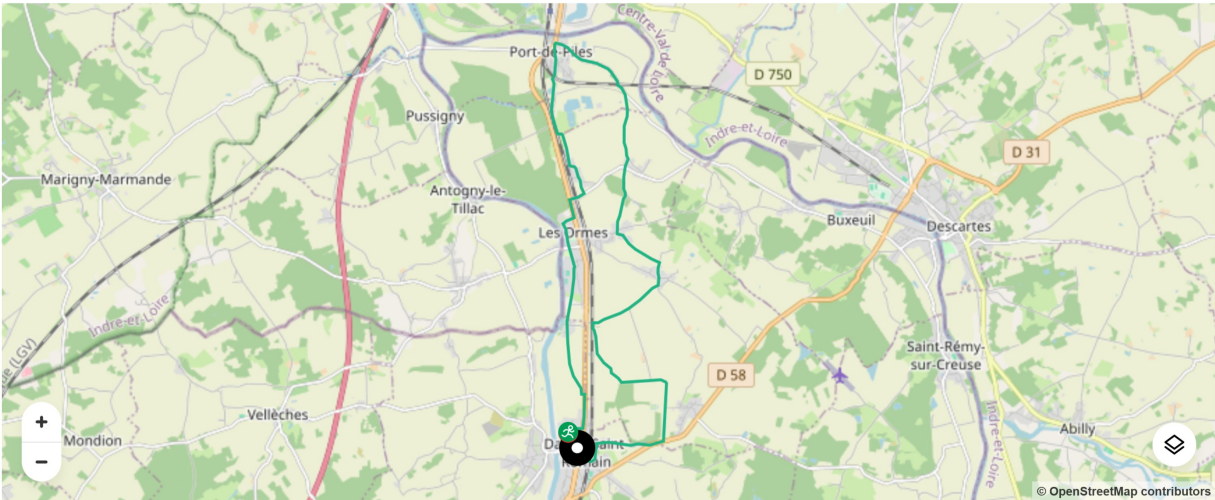 Centre-Val de Loire
Port-de-Piles
D 750
Pussigny
Indre-et-Loire
D 31
Marigny-Marmande
Antogny-le-
Tillac
Buxeuil
Descartes
Les Ormes
Indre-et-Loire
ue (LGV)
Saint-Rémy-
sur-Creuse
D 58
Vellèches
Indre-et-Loire
+
Mondion
Abilly
−
© OpenStreetMap contributors